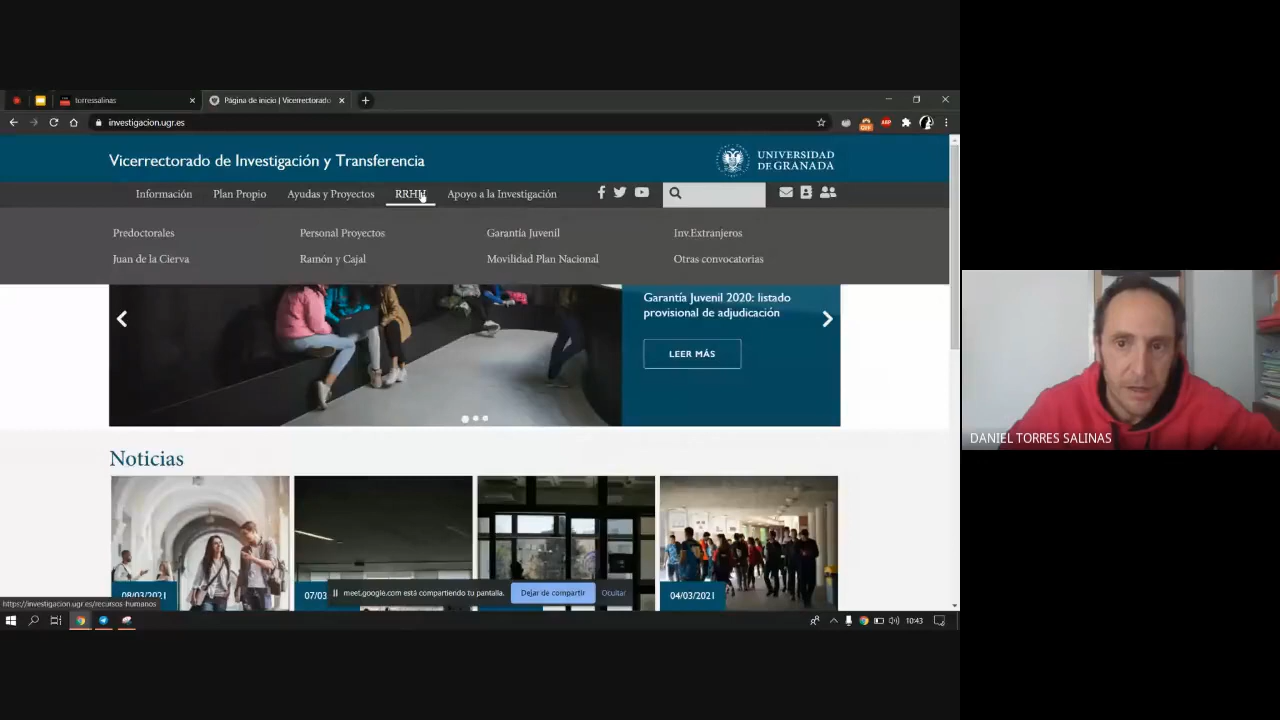 torressalinas
Página de inicio | Vicerrectorado
investigacion.ugr.es
OFF
ABP
Vicerrectorado de Investigación y Transferencia
UNIVERSIDAD
DE GRANADA
Información Plan Propio Ayudas y Proyectos RRHH Apoyo a la Investigación
Predoctorales Personal Proyectos Garantía Juvenil Inv.Extranjeros
Juan de la Cierva Ramón y Cajal Movilidad Plan Nacional Otras convocatorias
Garantía Juvenil 2020: listado
provisional de adjudicación
LEER MÁS
DANIEL TORRES SALINAS
Noticias
08/03/2021 07/03 04/03/2021
meet.google.com está compartiendo tu pantalla. Dejar de compartir Ocultar
https://investigacion.ugr.es/recursos-humanos
10:43